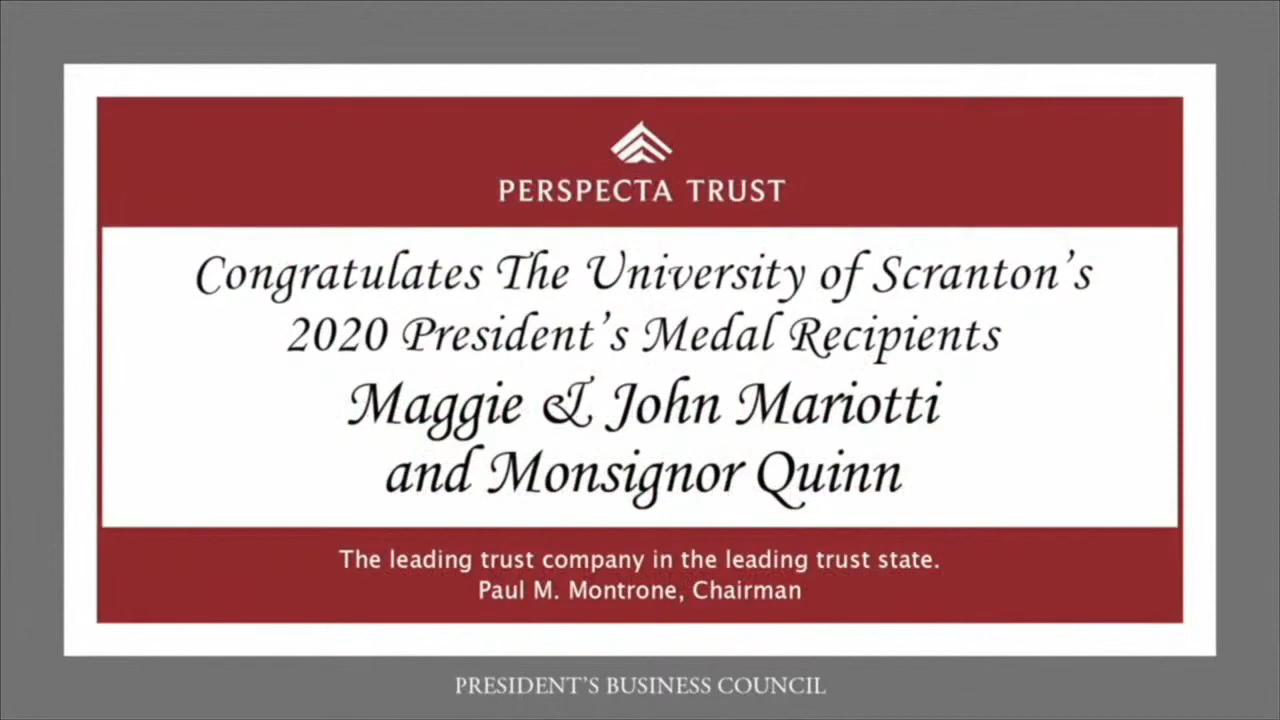 PERSPECTA TRUST
Congratulates The University of Scranton's
2020 President's Medal Recipients
Maggie & John Mariotti
and Monsignor Quinn
The leading trust company in the leading trust state.
Paul M. Montrone, Chairman
PRESIDENT'S BUSINESS COUNCIL